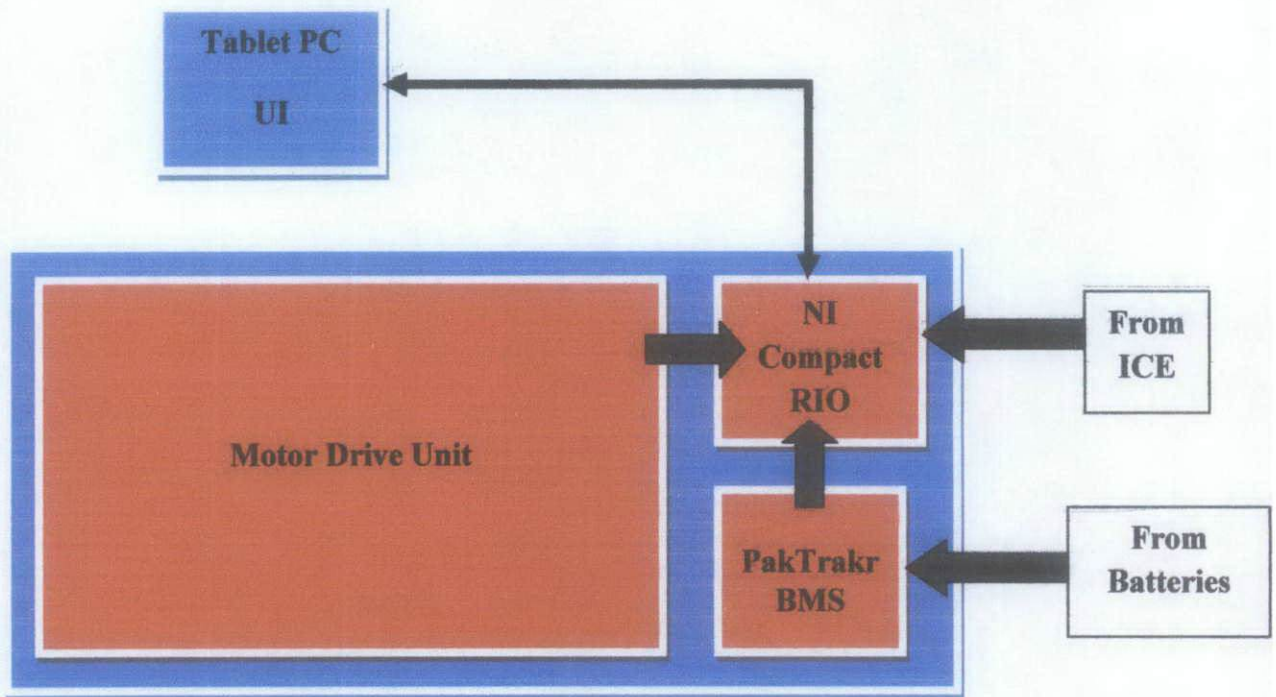 Tablet PC
UI
NI
Compact
RIO
From
ICE
Motor Drive Unit
PakTrakr
BMS
From
Batteries